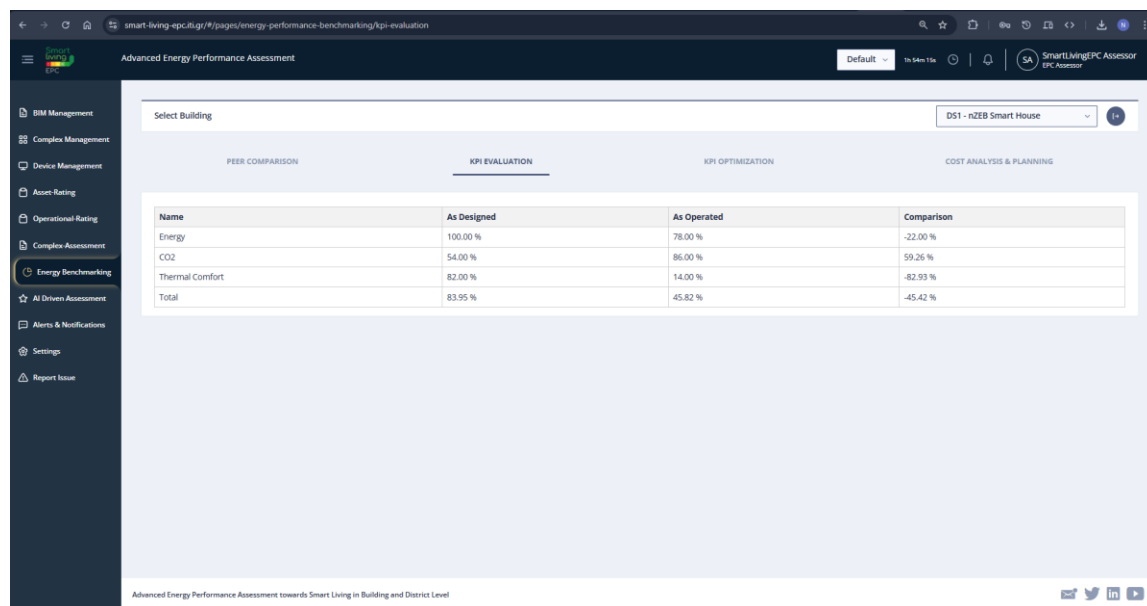 smart-living-epc.iti.gr/#/pages/energy-performance-benchmarking/kpi-evaluation
N
Smart
living
EPC
Advanced Energy Performance Assessment
Default
1h 54m 15s
SA
SmartLivingEPC Assessor
EPC Assessor
BIM Management
Complex Management
Device Management
Asset-Rating
Operational-Rating
Complex-Assessment
Energy Benchmarking
AI Driven Assessment
Alerts & Notifications
Settings
Report Issue
Select Building
DS1 - nZEB Smart House
PEER COMPARISON KPI EVALUATION KPI OPTIMIZATION COST ANALYSIS & PLANNING
Name As Designed As Operated Comparison
Energy 100.00 % 78.00 % -22.00 %
CO2 54.00 % 86.00 % 59.26 %
Thermal Comfort 82.00 % 14.00 % -82.93 %
Total 83.95 % 45.82 % -45.42 %
Advanced Energy Performance Assessment towards Smart Living in Building and District Level
in